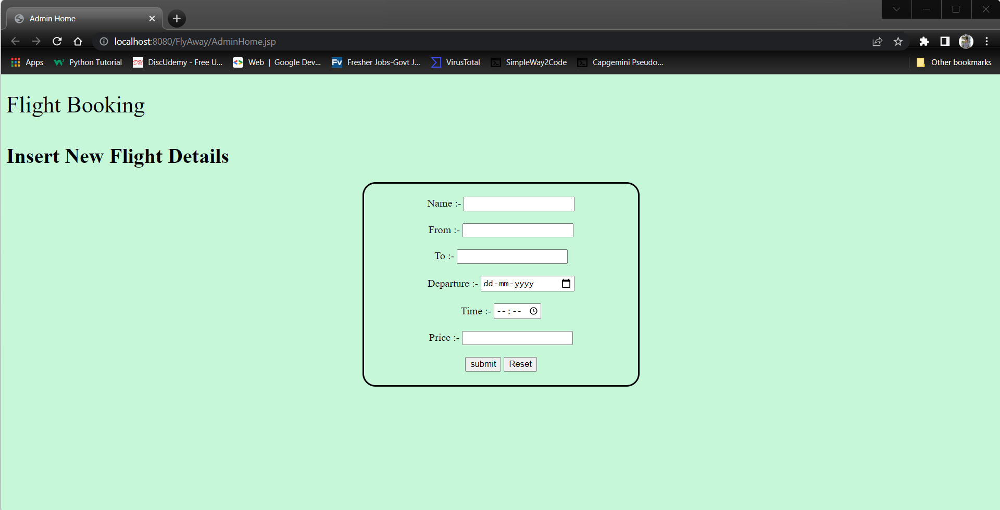 Admin Home
localhost:8080/FlyAway/AdminHome.jsp
Apps Python Tutorial DU DiscUdemy - Free U... Web | Google Dev... Fv Fresher Jobs-Govt J... VirusTotal SimpleWay2Code Capgemini Pseudo... Other bookmarks
Flight Booking
Insert New Flight Details
Name :-
From :-
To :-
Departure :- dd-mm-yyyy
Time :- --:--
Price :-
submit Reset